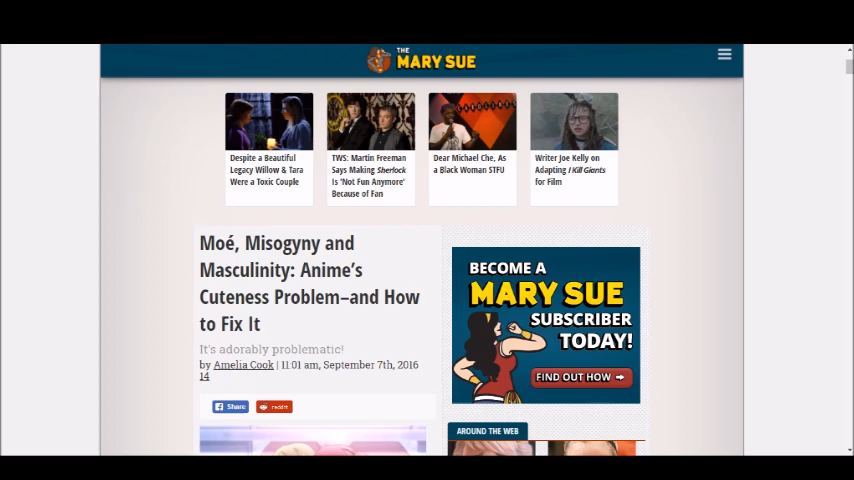 THE
MARY SUE
Despite a Beautiful
Legacy Willow & Tara
Were a Toxic Couple
TWS: Martin Freeman
Says Making Sherlock
Is 'Not Fun Anymore'
Because of Fan
Dear Michael Che, As
a Black Woman STFU
Writer Joe Kelly on
Adapting I Kill Giants
for Film
Moé, Misogyny and
Masculinity: Anime's
Cuteness Problem–and How
to Fix It
It's adorably problematic!
by Amelia Cook | 11:01 am, September 7th, 2016
14
Share
reddit
BECOME A
MARY SUE
SUBSCRIBER
TODAY!
FIND OUT HOW
AROUND THE WEB